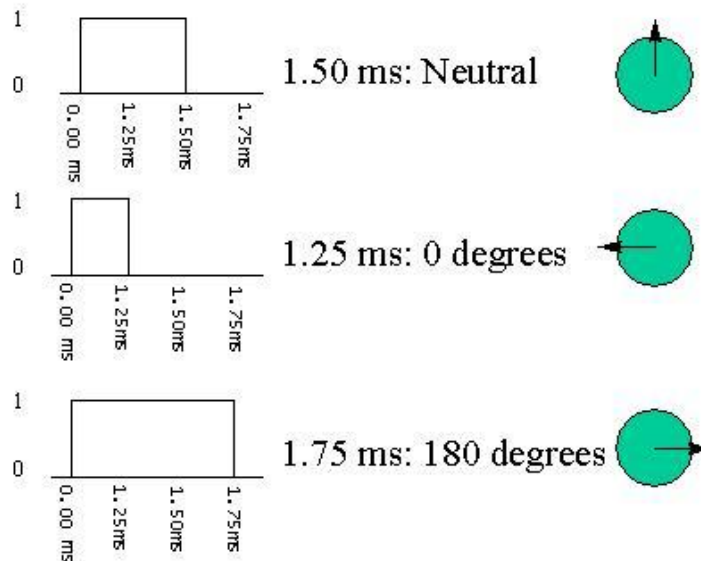 1
0
0.00 ms
1.25ms
1.50ms
1.75ms
1.50 ms: Neutral
1
0
0.00 ms
1.25ms
1.50ms
1.75ms
1.25 ms: 0 degrees
1
0
0.00 ms
1.25ms
1.50ms
1.75ms
1.75 ms: 180 degrees